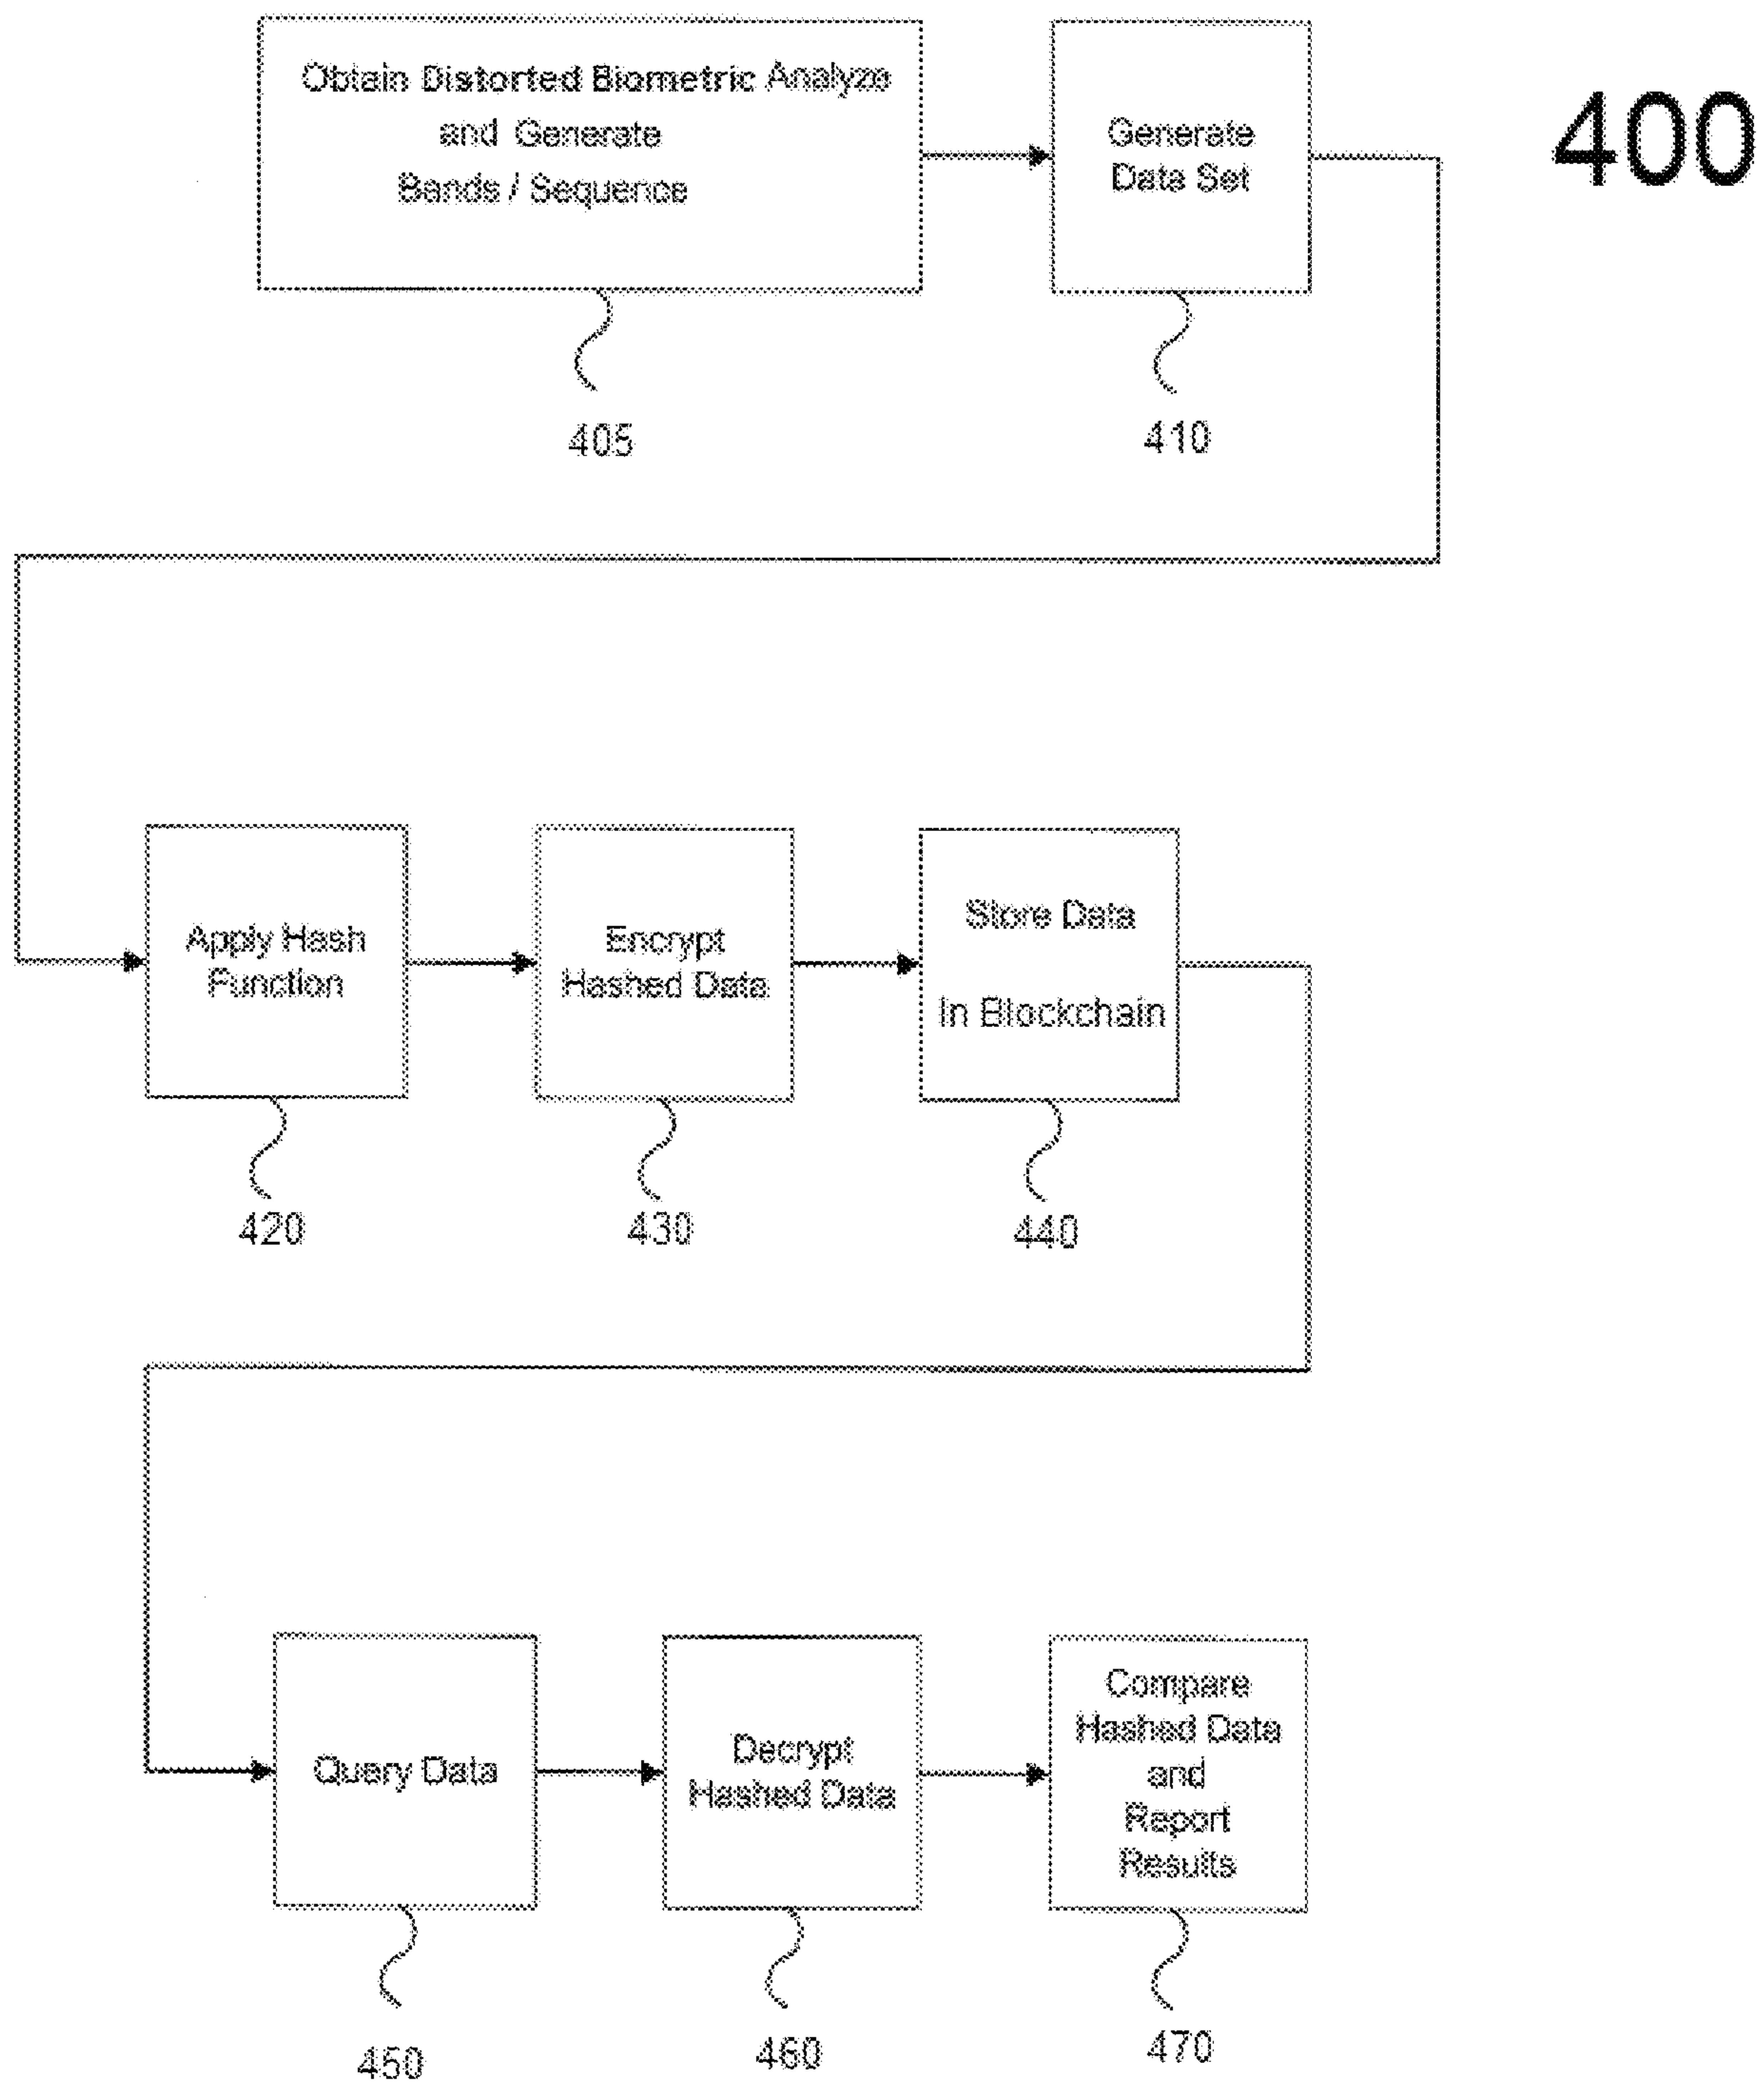 400
Obtain Distorted Biometric Analyze
and Generate
Bands / Sequence
Generate
Data Set
405
410
Apply Hash
Function
Encrypt
Hashed Data
Store Data
In Blockchain
420
430
440
Query Data
Decrypt
Hashed Data
Compare
Hashed Data
and
Report
Results
450
460
470